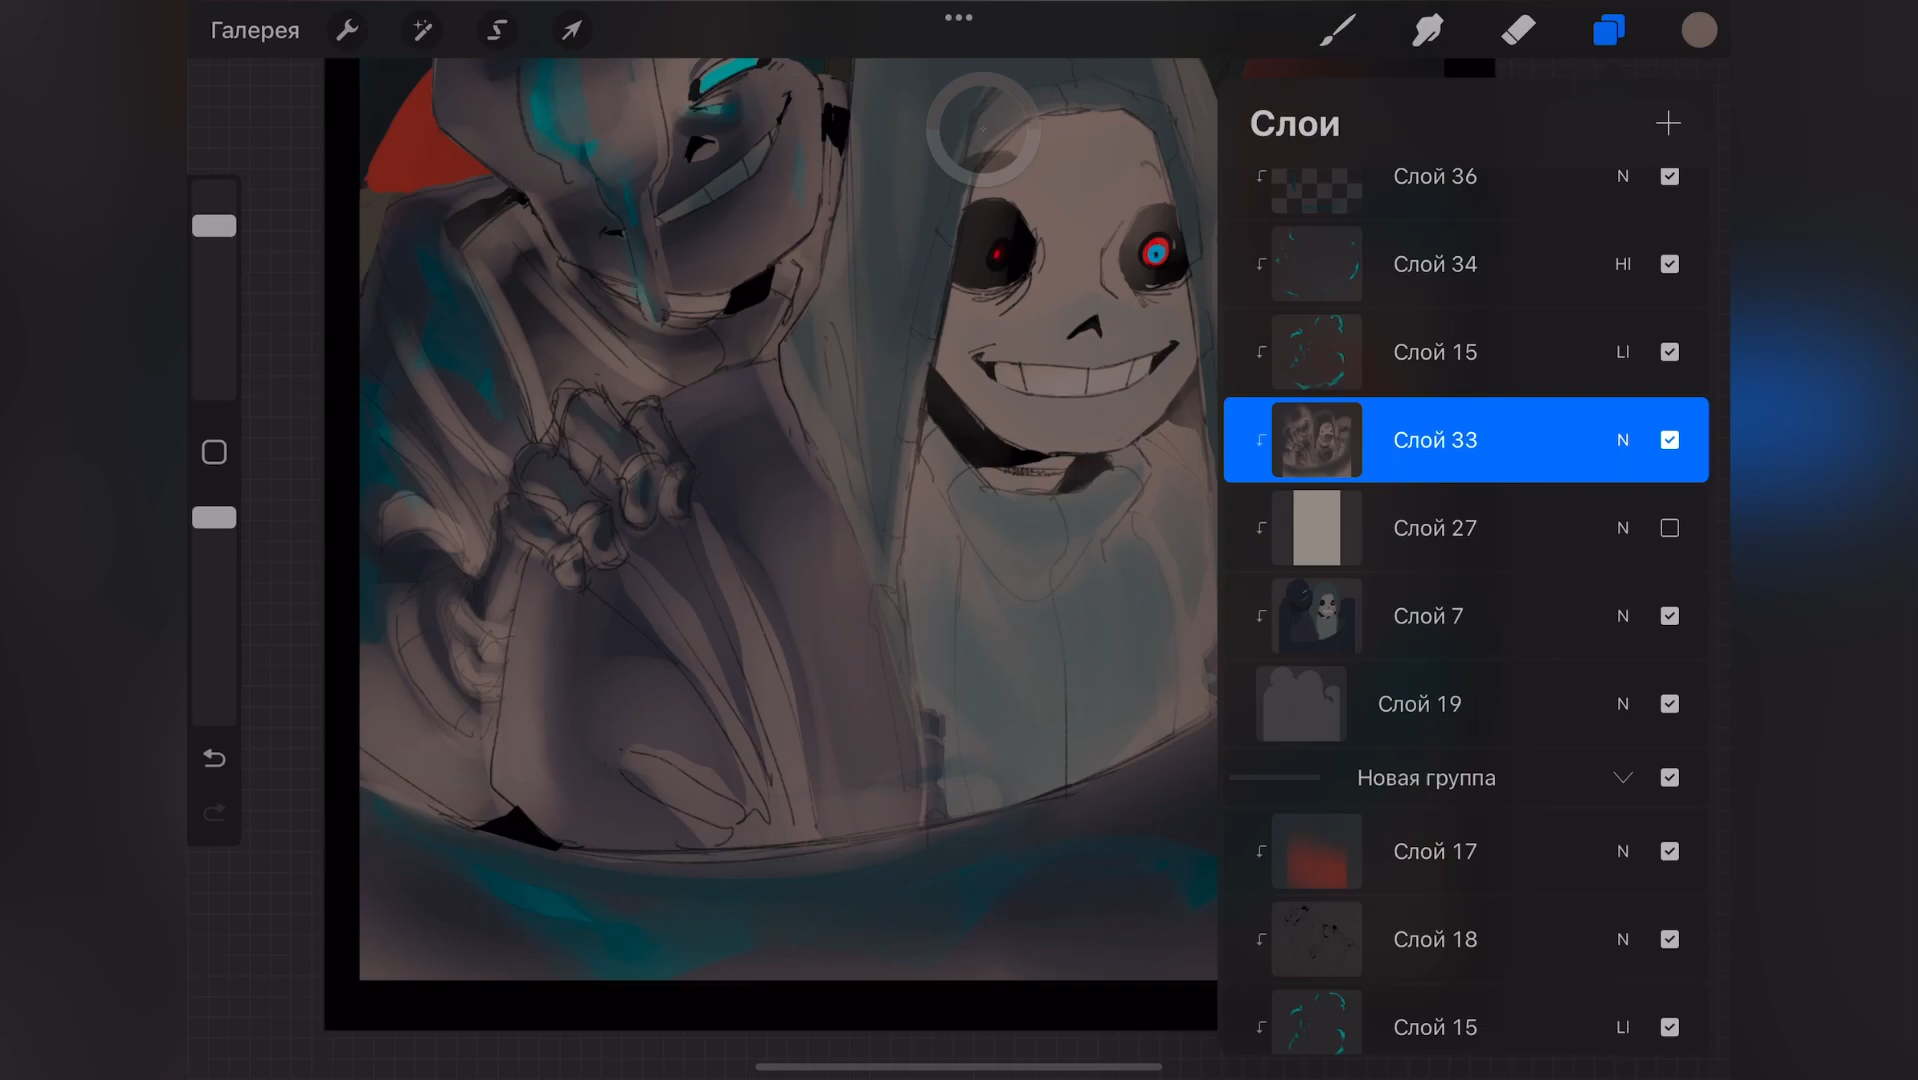 Галерея
Слои
Слой 36 N
Слой 34 HI
Слой 15 LI
Слой 33 N
Слой 27 N
Слой 7 N
Слой 19 N
Новая группа
Слой 17 N
Слой 18 N
Слой 15 LI